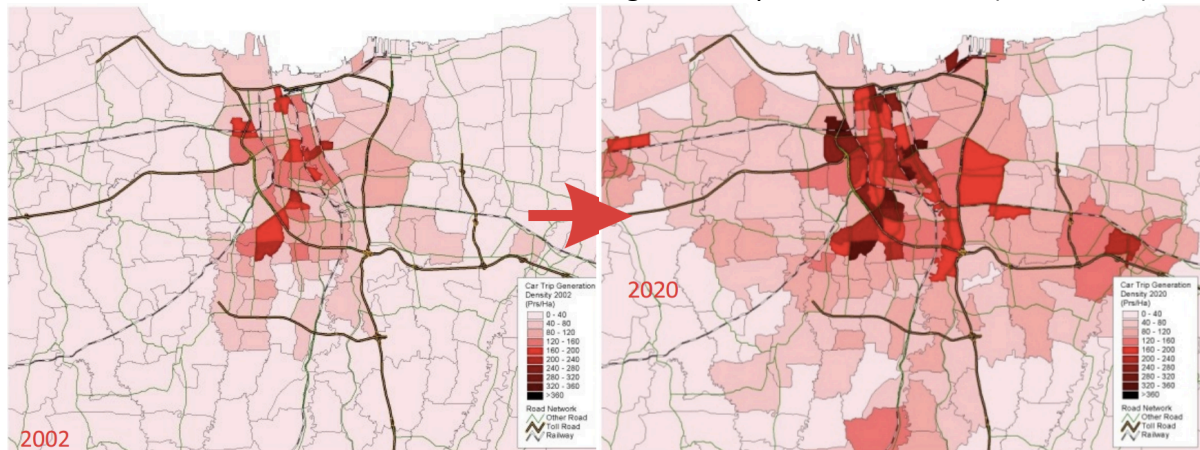 2002
Car Trip Generation
Density 2002
(Prs/Ha)
0 - 40
40 - 80
80 - 120
120 - 160
160 - 200
200 - 240
240 - 280
280 - 320
320 - 360
>360
Road Network
Other Road
Toll Road
Railway
2020
Car Trip Generation
Density 2020
(Prs/Ha)
0 - 40
40 - 80
80 - 120
120 - 160
160 - 200
200 - 240
240 - 280
280 - 320
320 - 360
>360
Road Network
Other Road
Toll Road
Railway